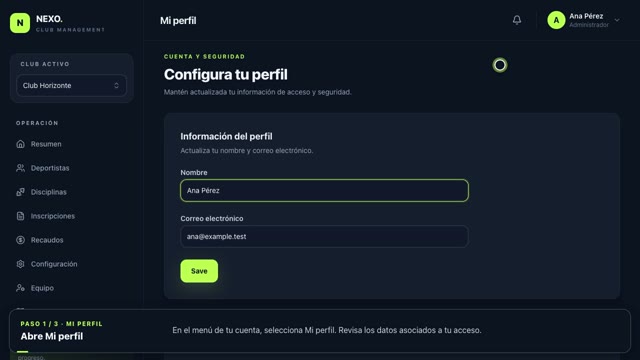 N
NEXO.
CLUB MANAGEMENT
Mi perfil
A
Ana Pérez
Administrador
CLUB ACTIVO
Club Horizonte
OPERACIÓN
Resumen
Deportistas
Disciplinas
Inscripciones
Recaudos
Configuración
Equipo
CUENTA Y SEGURIDAD
Configura tu perfil
Mantén actualizada tu información de acceso y seguridad.
Información del perfil
Actualiza tu nombre y correo electrónico.
Nombre
Ana Pérez
Correo electrónico
ana@example.test
Save
PASO 1 / 3 · MI PERFIL
Abre Mi perfil
En el menú de tu cuenta, selecciona Mi perfil. Revisa los datos asociados a tu acceso.
progress.